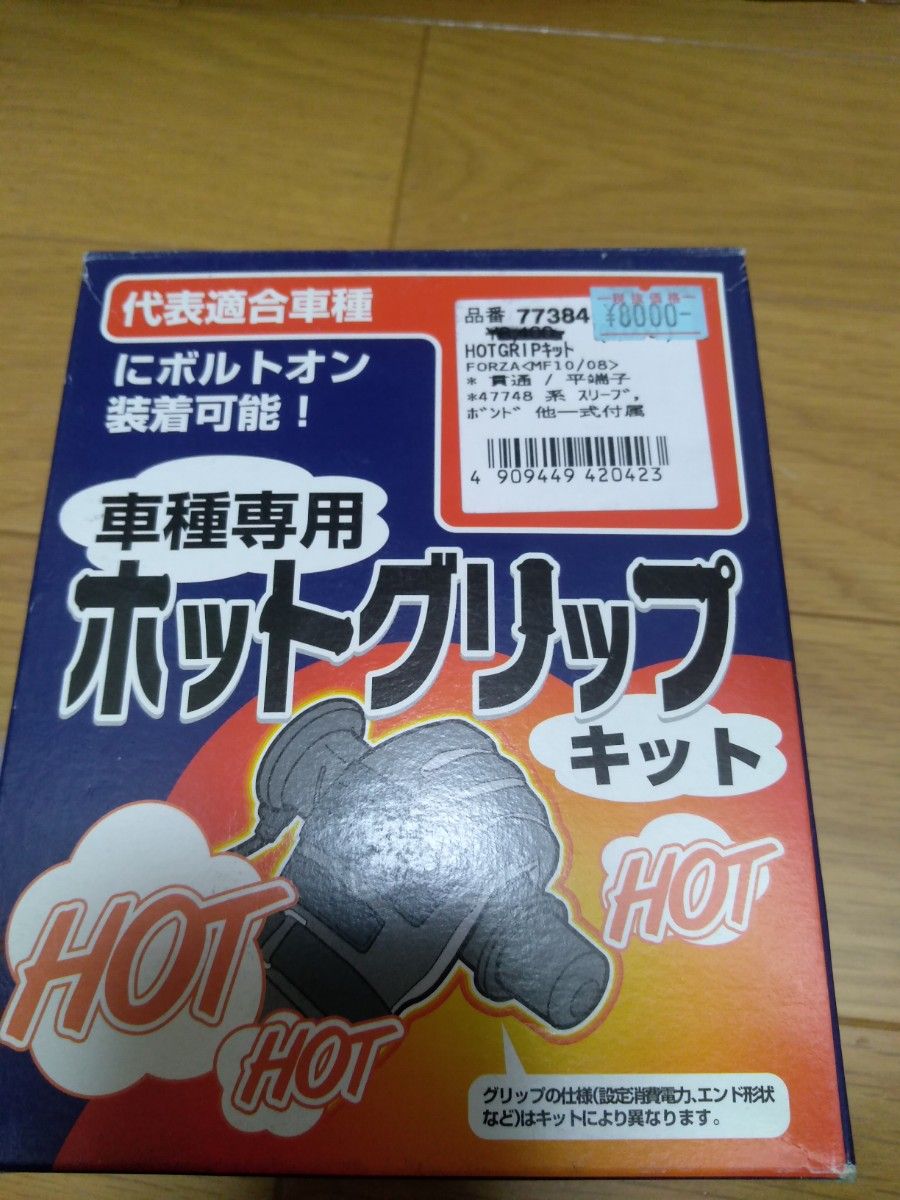 代表適合車種
にボルトオン
装着可能！
品番 77384
税抜価格
¥8000-
HOTGRIPキット
FORZA<MF10/08>
* 貫通 / 平端子
*47748 系 スリーブ,
ボンド 他一式付属
4 909449 420423
車種専用
ホットグリップ
キット
HOT
HOT
HOT
グリップの仕様(設定消費電力、エンド形状
など)はキットにより異なります。